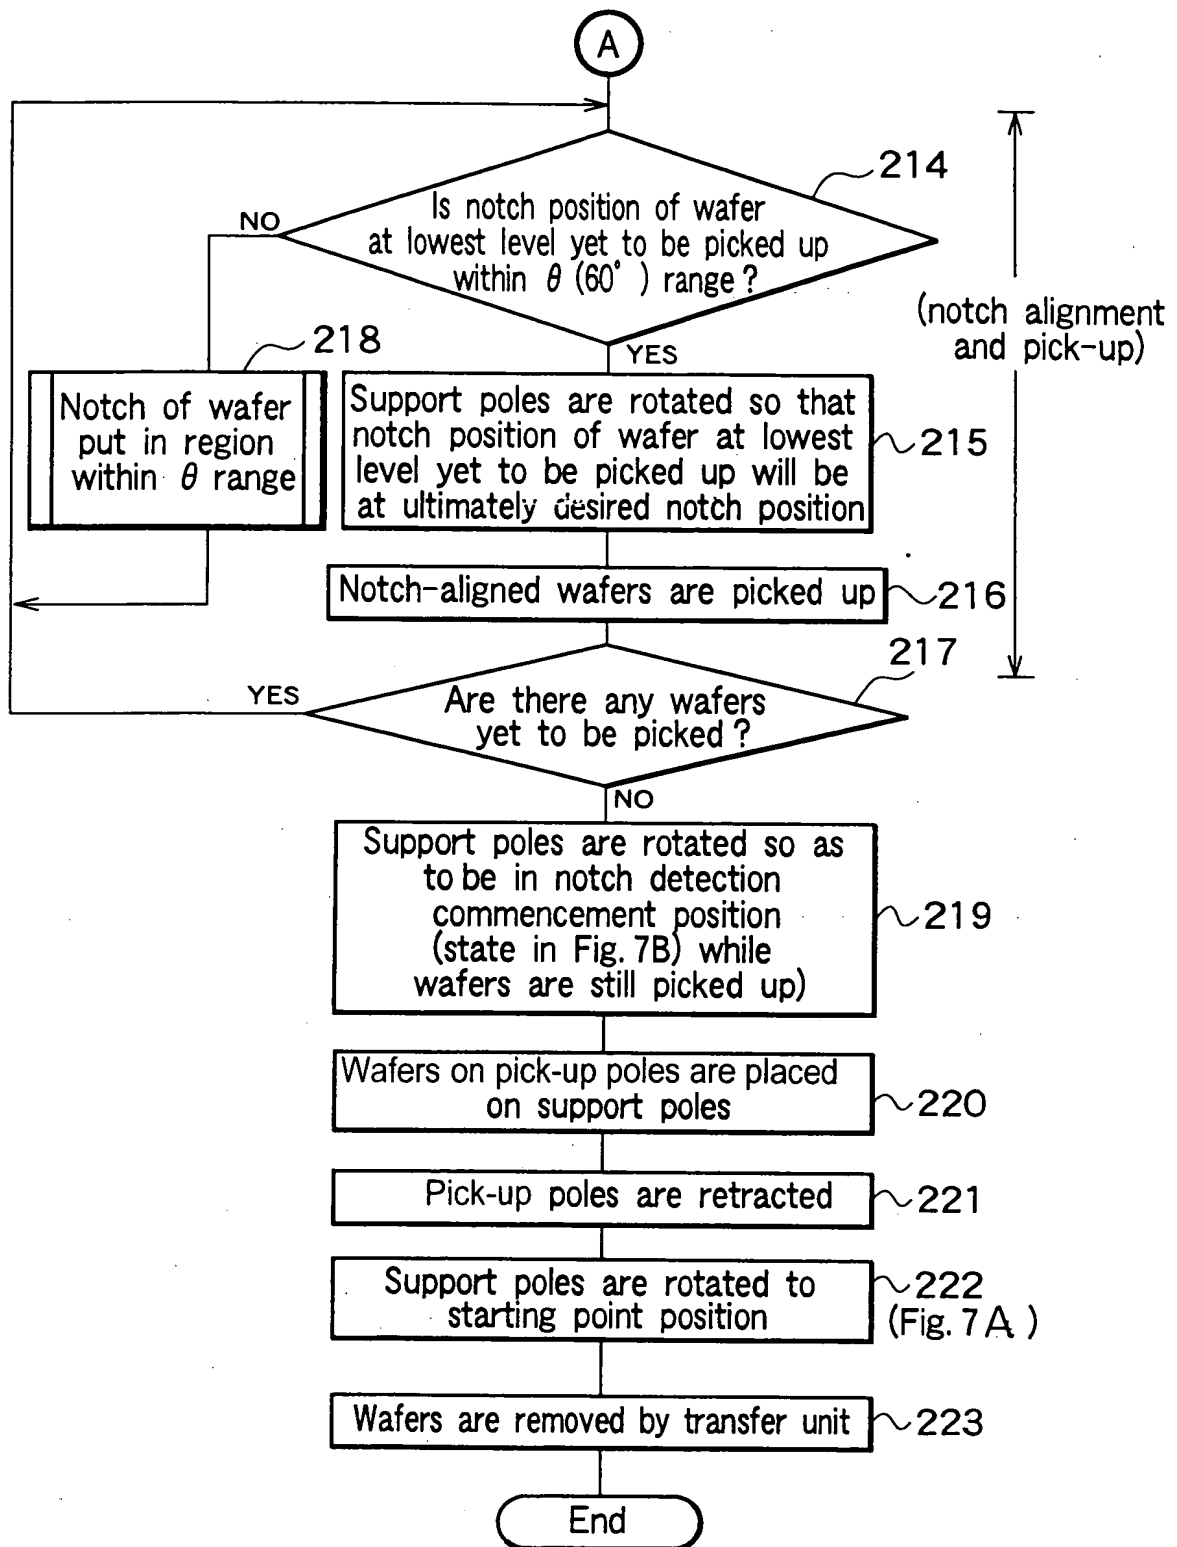 A
214
Is notch position of wafer
at lowest level yet to be picked up
within θ (60°) range?
NO
YES
(notch alignment
and pick-up)
218
Notch of wafer
put in region
within θ range
Support poles are rotated so that
notch position of wafer at lowest
level yet to be picked up will be
at ultimately desired notch position
215
Notch-aligned wafers are picked up
216
217
YES
Are there any wafers
yet to be picked?
NO
Support poles are rotated so as
to be in notch detection
commencement position
(state in Fig. 7B) while
wafers are still picked up)
219
Wafers on pick-up poles are placed
on support poles
220
Pick-up poles are retracted
221
Support poles are rotated to
starting point position
222
(Fig. 7A)
Wafers are removed by transfer unit
223
End